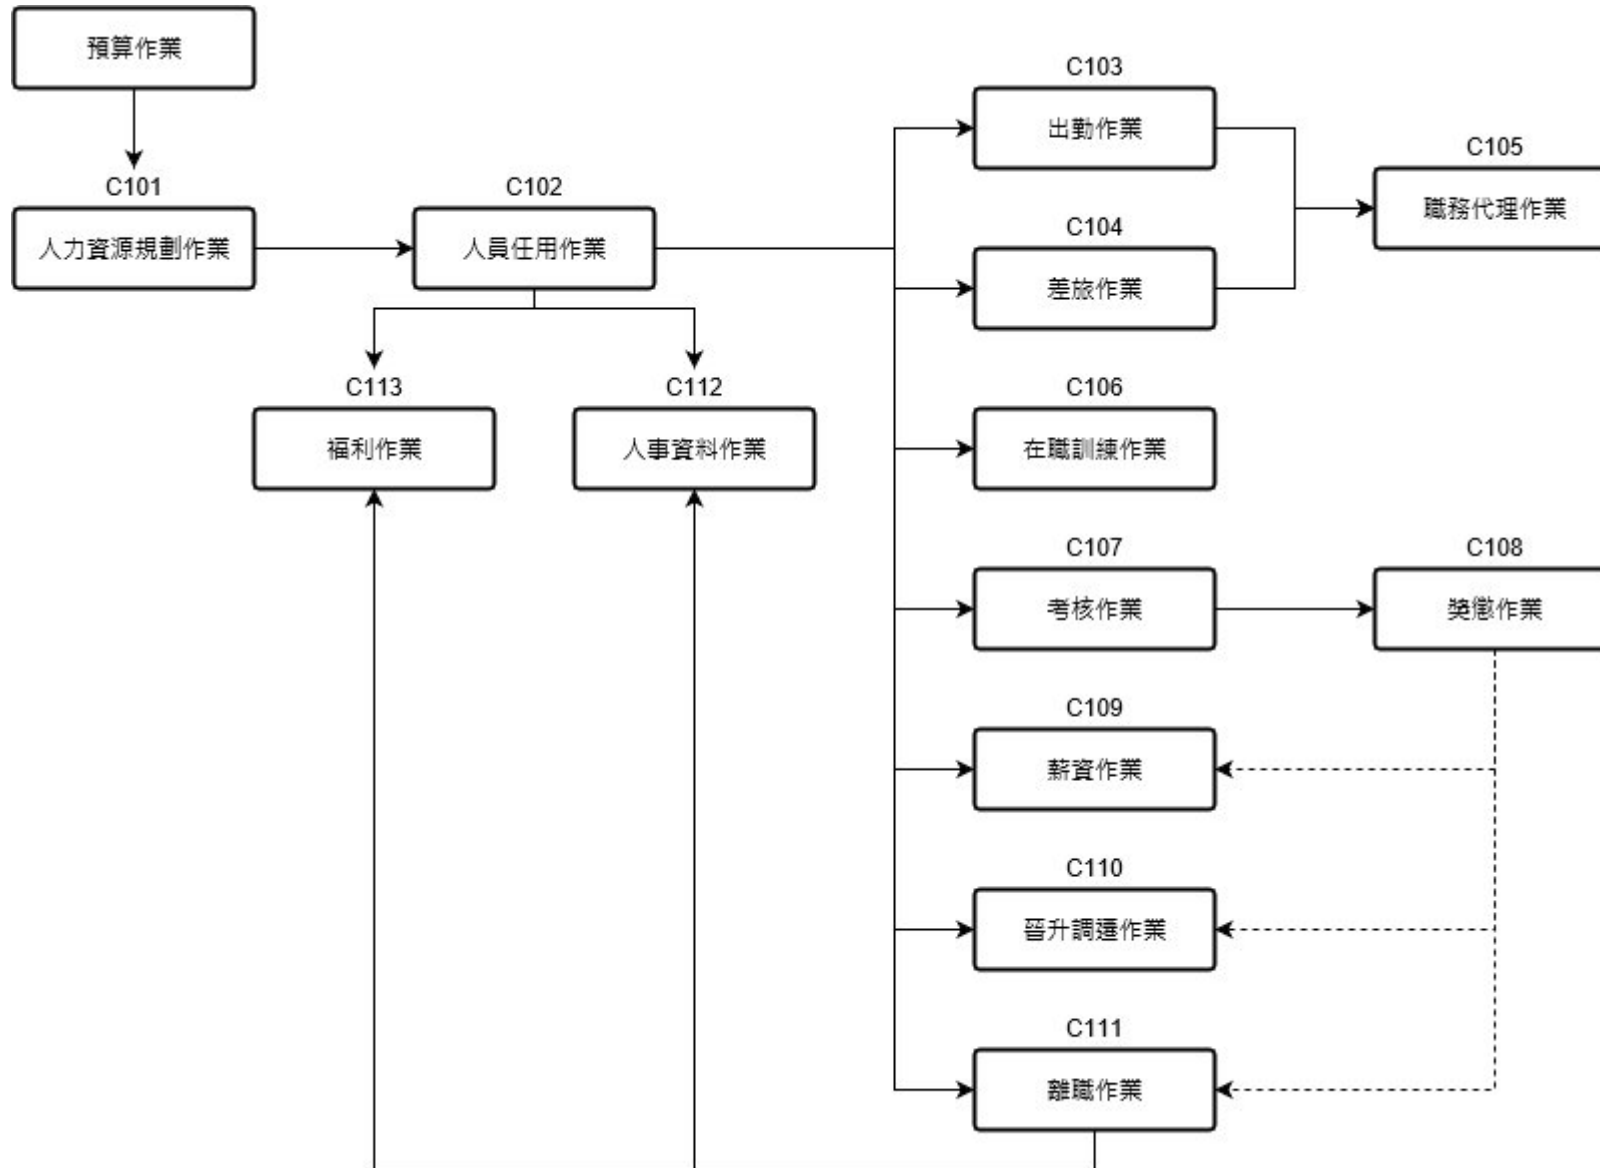 預算作業
C101
人力資源規劃作業
C102
人員任用作業
C113
福利作業
C112
人事資料作業
C103
出勤作業
C104
差旅作業
C105
職務代理作業
C106
在職訓練作業
C107
考核作業
C108
獎懲作業
C109
薪資作業
C110
晉升調遷作業
C111
離職作業